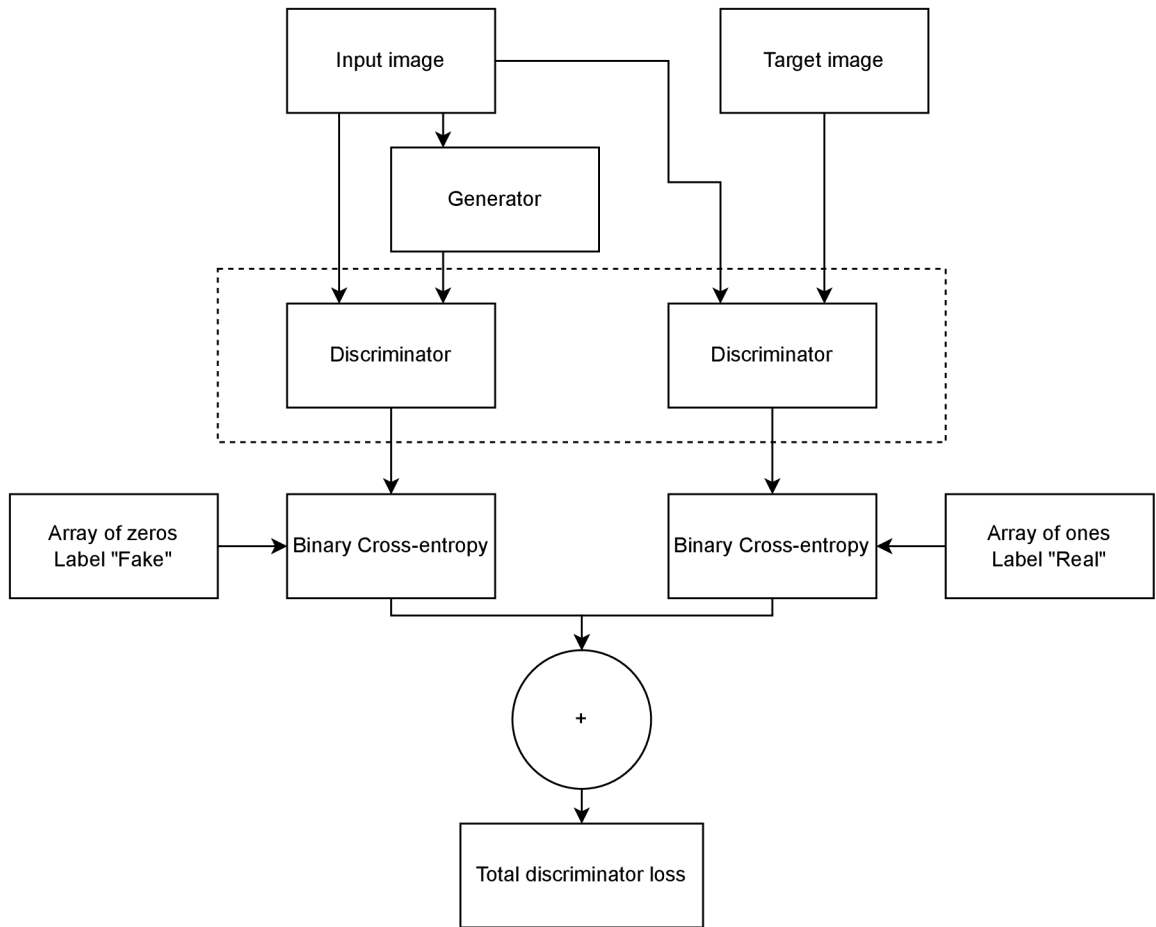 Input image
Target image
Generator
Discriminator
Discriminator
Array of zeros
Label "Fake"
Binary Cross-entropy
Binary Cross-entropy
Array of ones
Label "Real"
+
Total discriminator loss